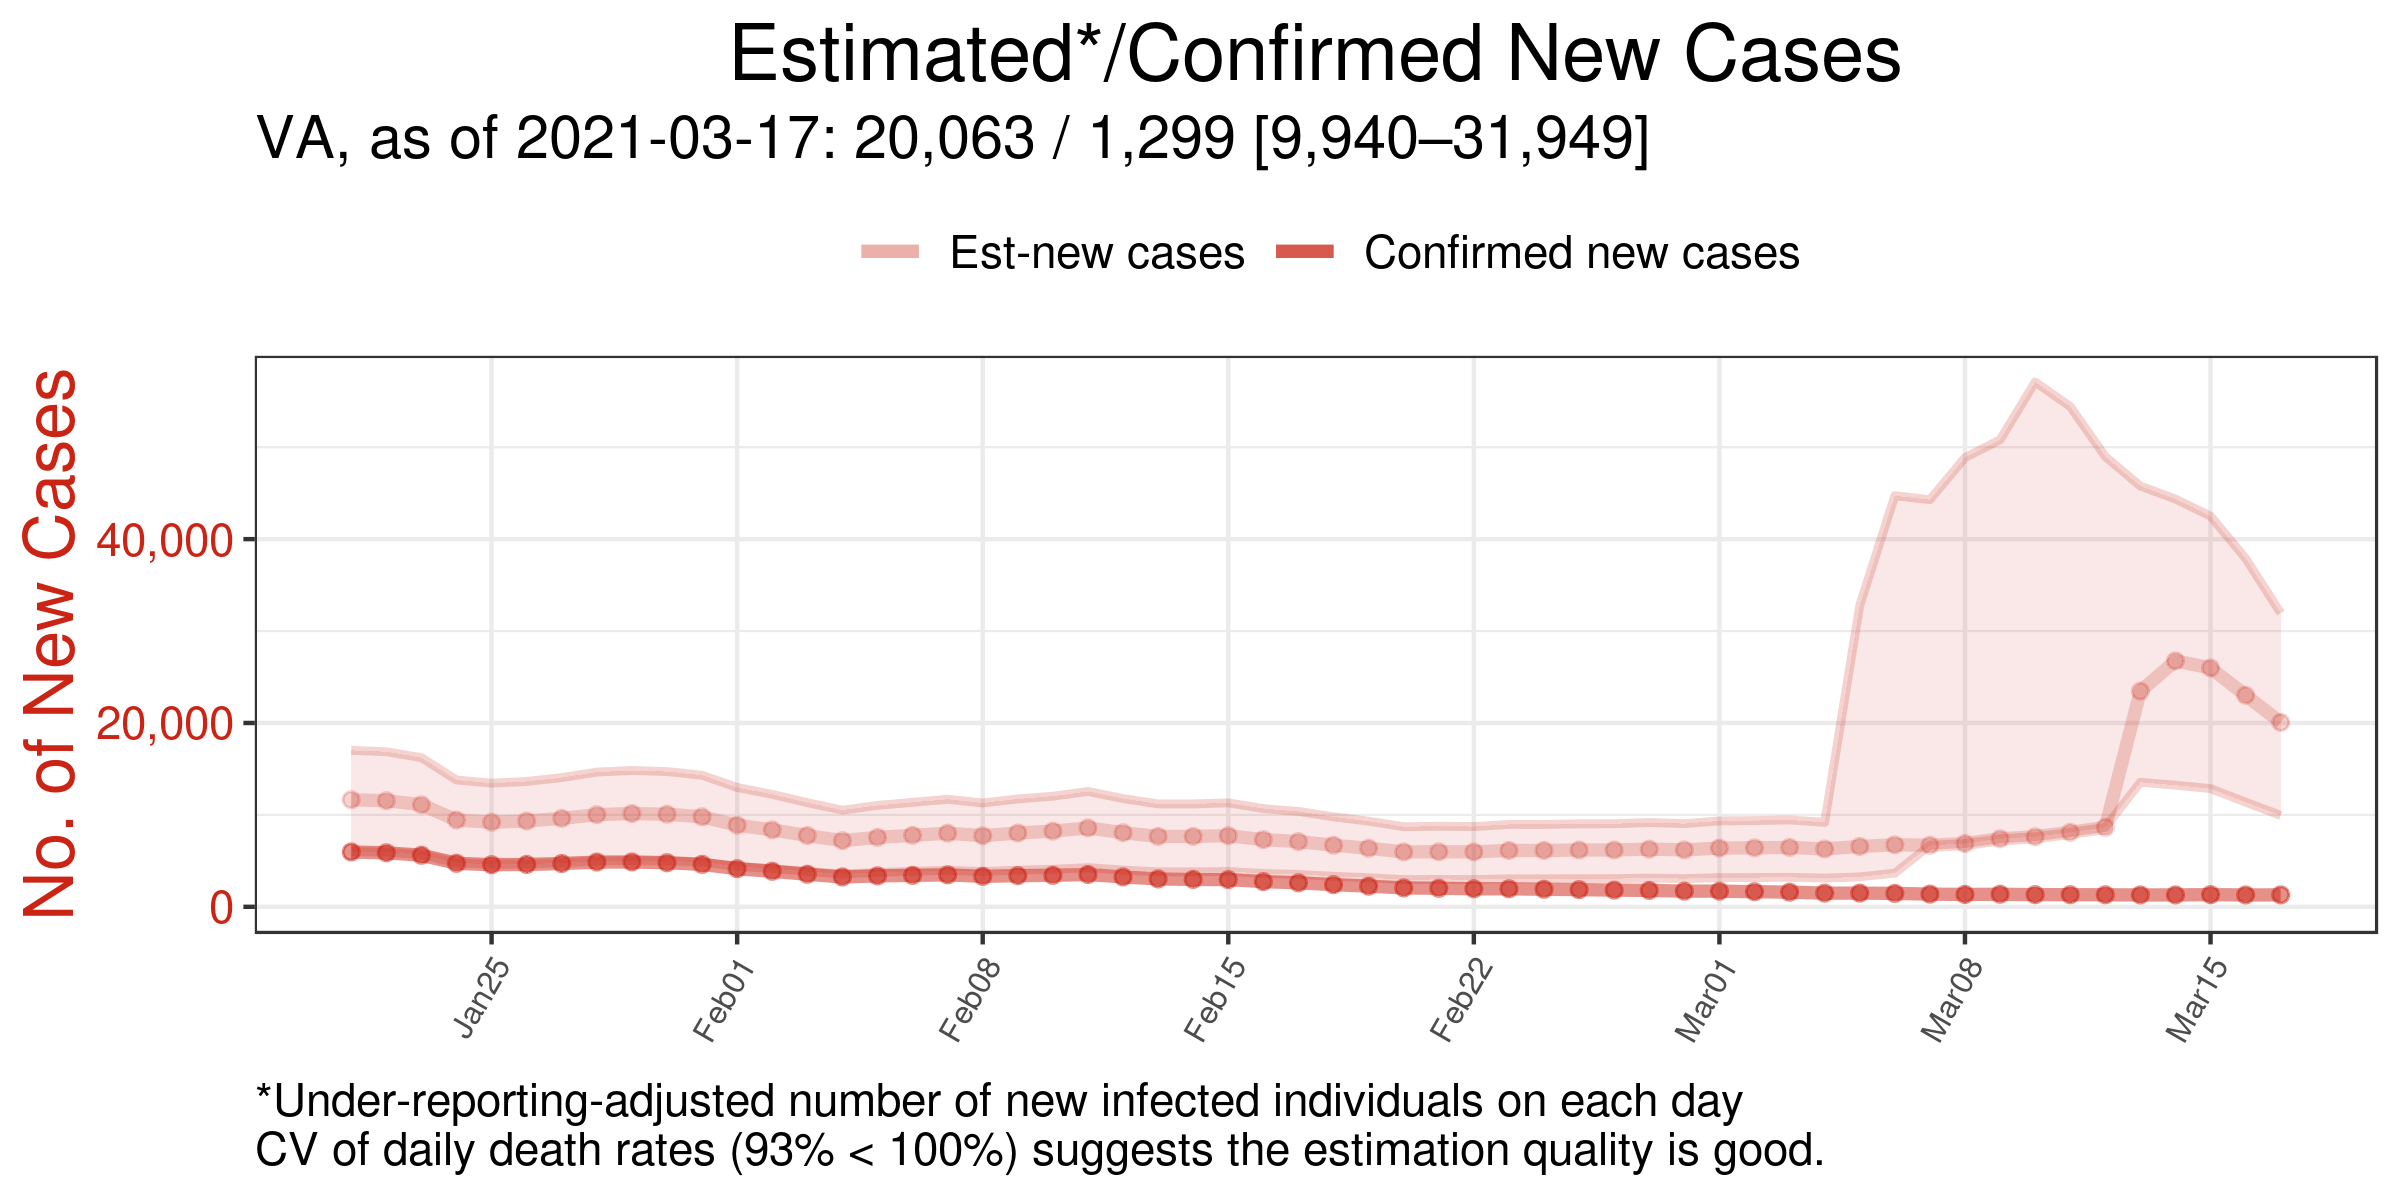 Estimated*/Confirmed New Cases
VA, as of 2021-03-17: 20,063 / 1,299 [9,940–31,949]
Est-new cases
Confirmed new cases
No. of New Cases
40,000
20,000
0
Jan25
Feb01
Feb08
Feb15
Feb22
Mar01
Mar08
Mar15
*Under-reporting-adjusted number of new infected individuals on each day
CV of daily death rates (93% < 100%) suggests the estimation quality is good.